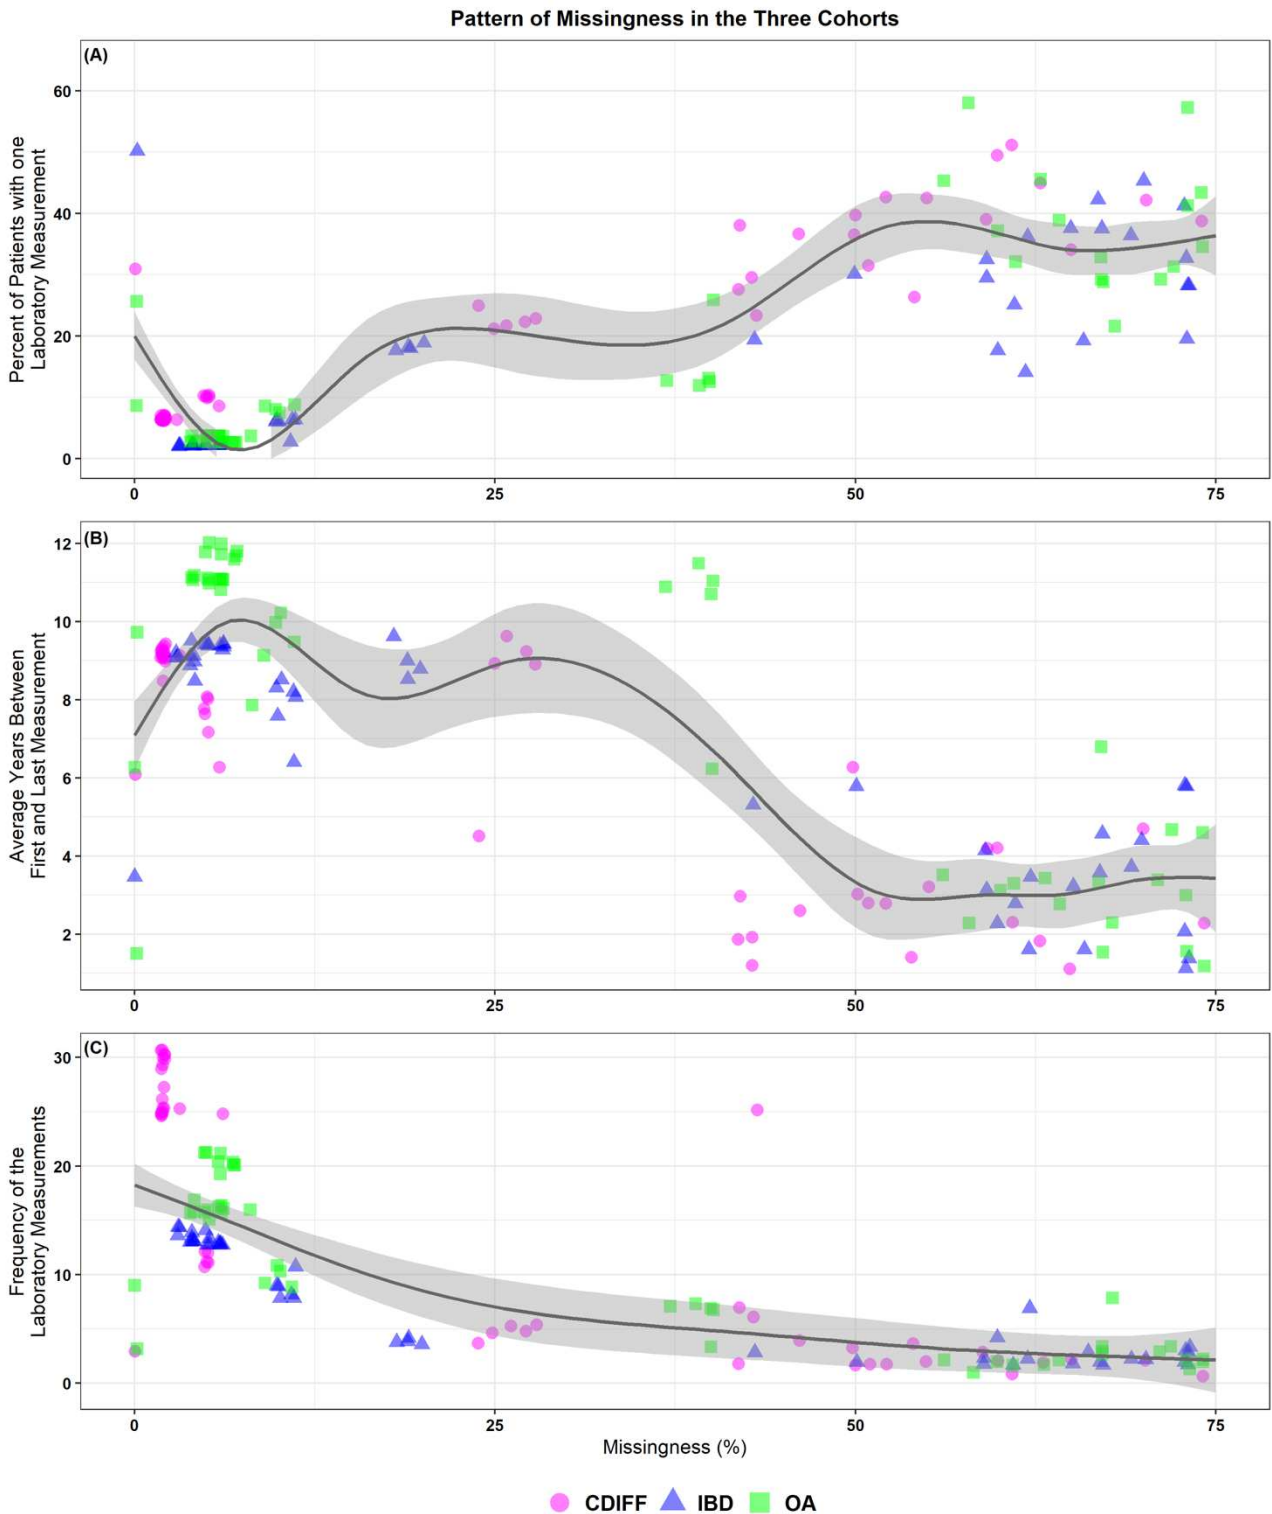 Pattern of Missingness in the Three Cohorts
(A)
Percent of Patients with one
Laboratory Measurement
60
40
20
0
0 25 50 75
(B)
Average Years Between
First and Last Measurement
12
10
8
6
4
2
0 25 50 75
(C)
Frequency of the
Laboratory Measurements
30
20
10
0
0 25 50 75
Missingness (%)
CDIFF IBD OA